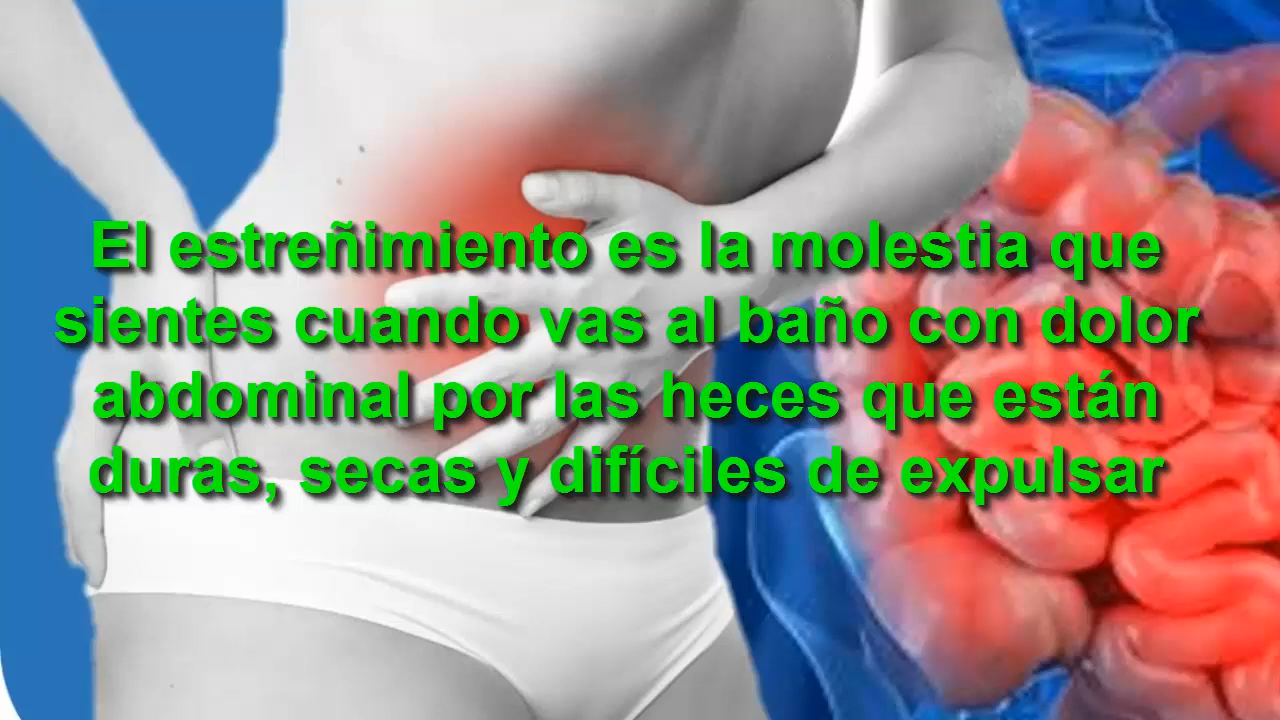 El estreñimiento es la molestia que
sientes cuando vas al baño con dolor
abdominal por las heces que están
duras, secas y difíciles de expulsar